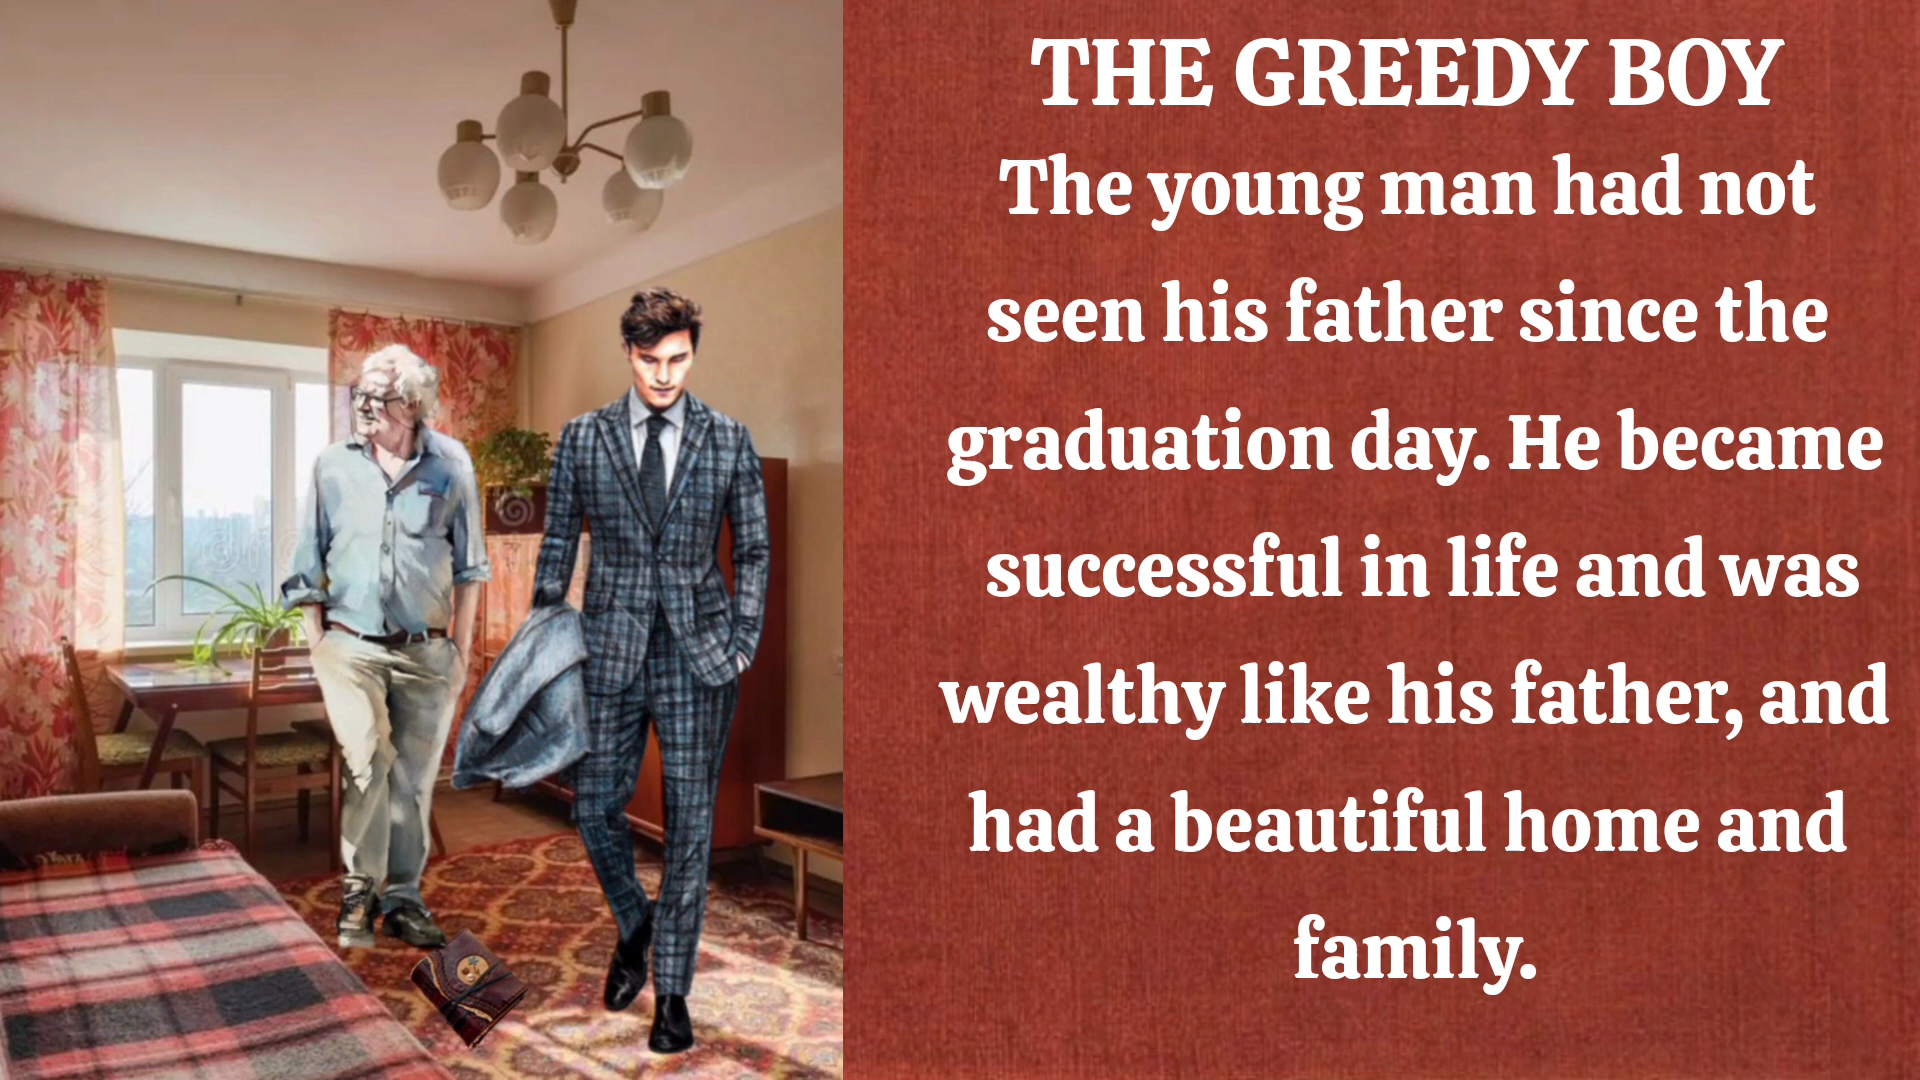 THE GREEDY BOY
The young man had not
seen his father since the
graduation day. He became
successful in life and was
wealthy like his father, and
had a beautiful home and
family.